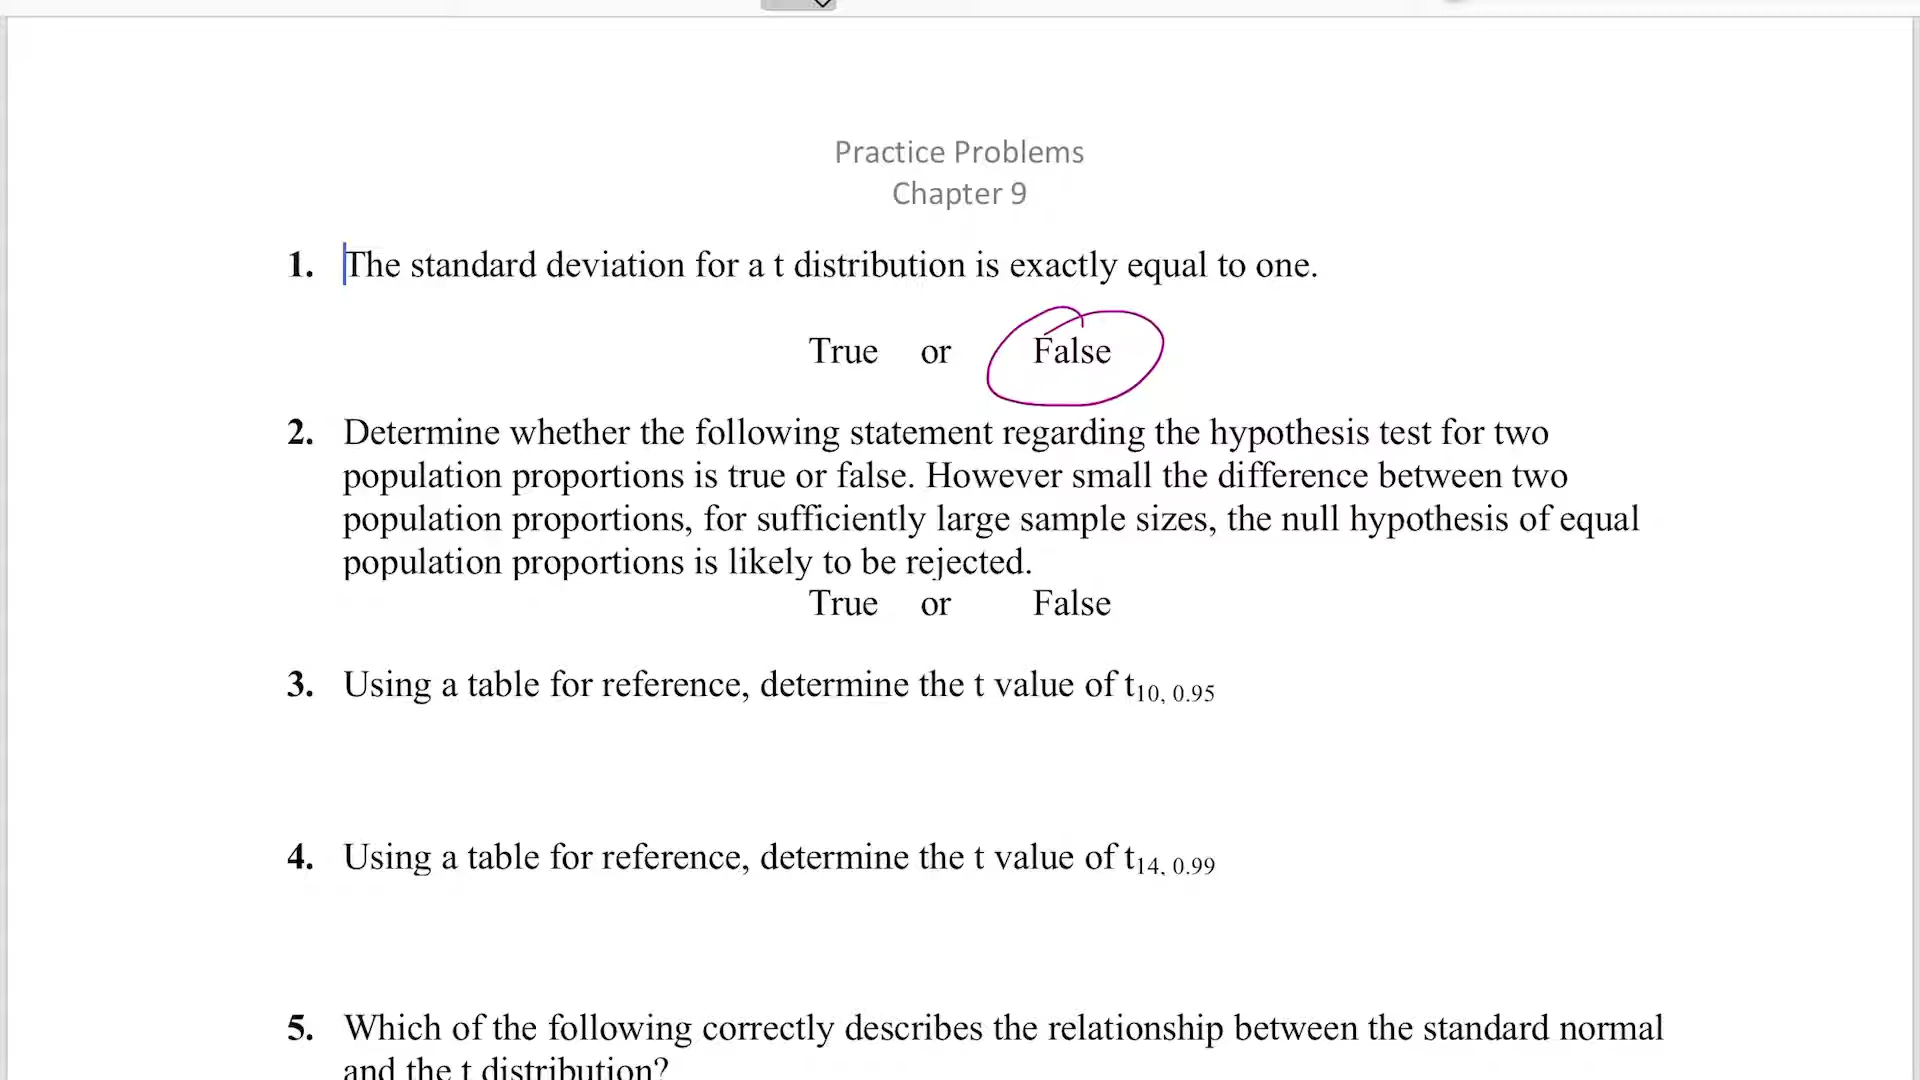 Practice Problems
Chapter 9
1. The standard deviation for a t distribution is exactly equal to one.
True or False
2. Determine whether the following statement regarding the hypothesis test for two
population proportions is true or false. However small the difference between two
population proportions, for sufficiently large sample sizes, the null hypothesis of equal
population proportions is likely to be rejected.
True or False
3. Using a table for reference, determine the t value of t10, 0.95
4. Using a table for reference, determine the t value of t14, 0.99
5. Which of the following correctly describes the relationship between the standard normal
and the t distribution?